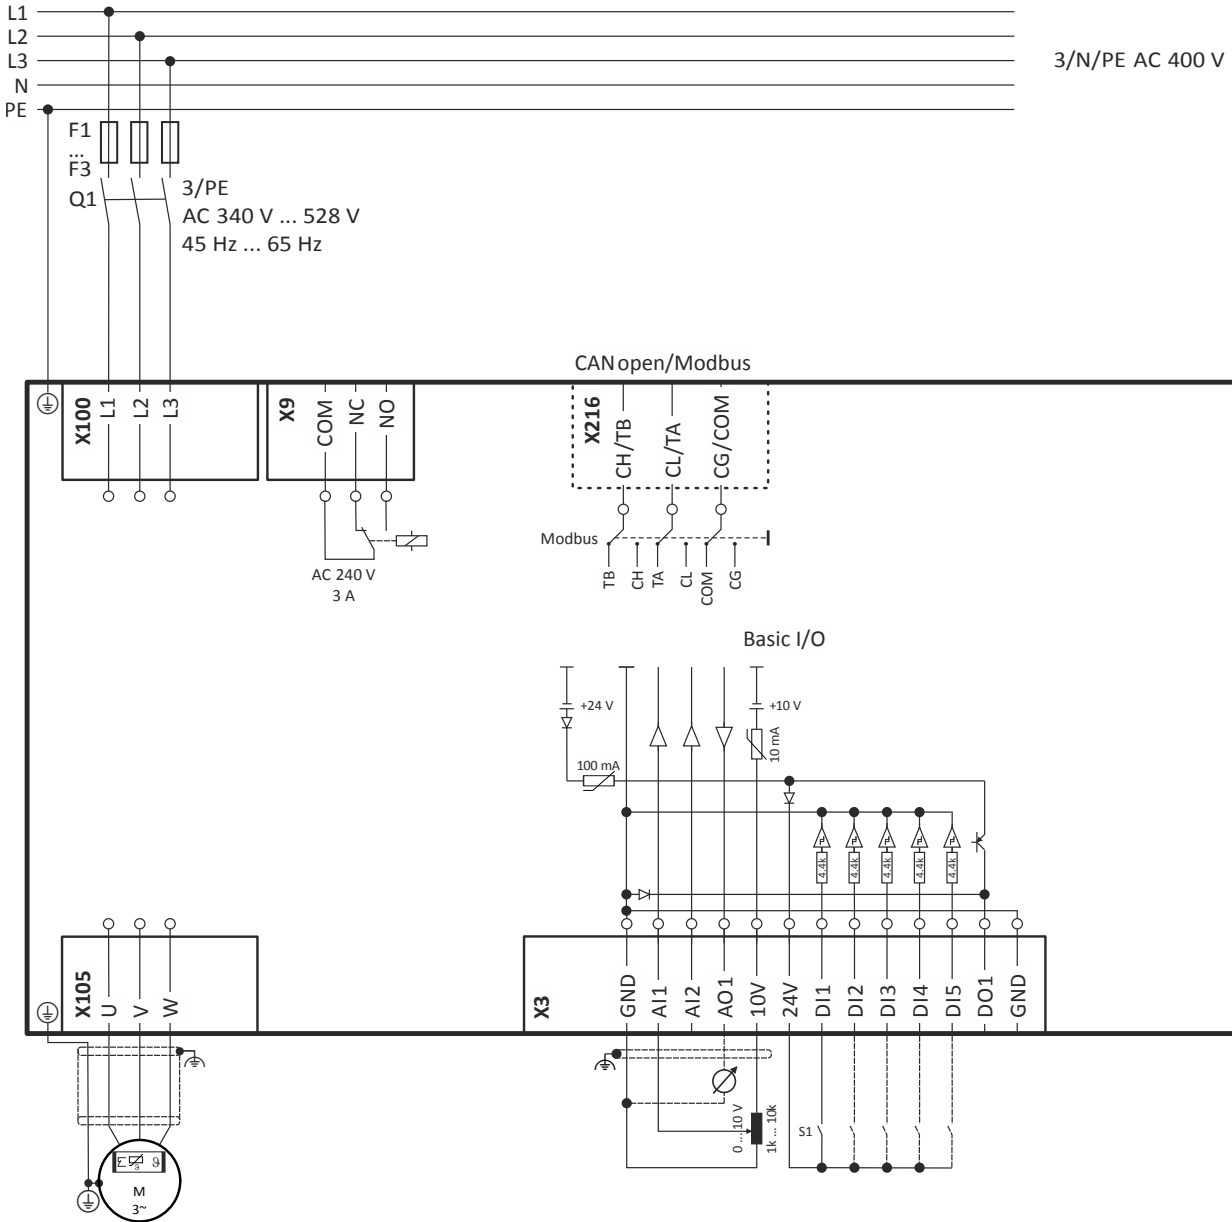 L1
L2
L3
3/N/PE AC 400 V
N
PE
F1
...
F3
Q1
3/PE
AC 340 V ... 528 V
45 Hz ... 65 Hz
CANopen/Modbus
X100
L1
L2
L3
X9
COM
NC
NO
X216
CH/TB
CL/TA
CG/COM
Modbus
TB
CH
TA
CL
COM
CG
AC 240 V
3 A
Basic I/O
+24 V
+10 V
10 mA
100 mA
4.4k
4.4k
4.4k
4.4k
4.4k
X105
U
V
W
X3
GND
AI1
AI2
AO1
10V
24V
DI1
DI2
DI3
DI4
DI5
DO1
GND
0 ... 10 V
1k ... 10k
S1
ϑ
M
3~